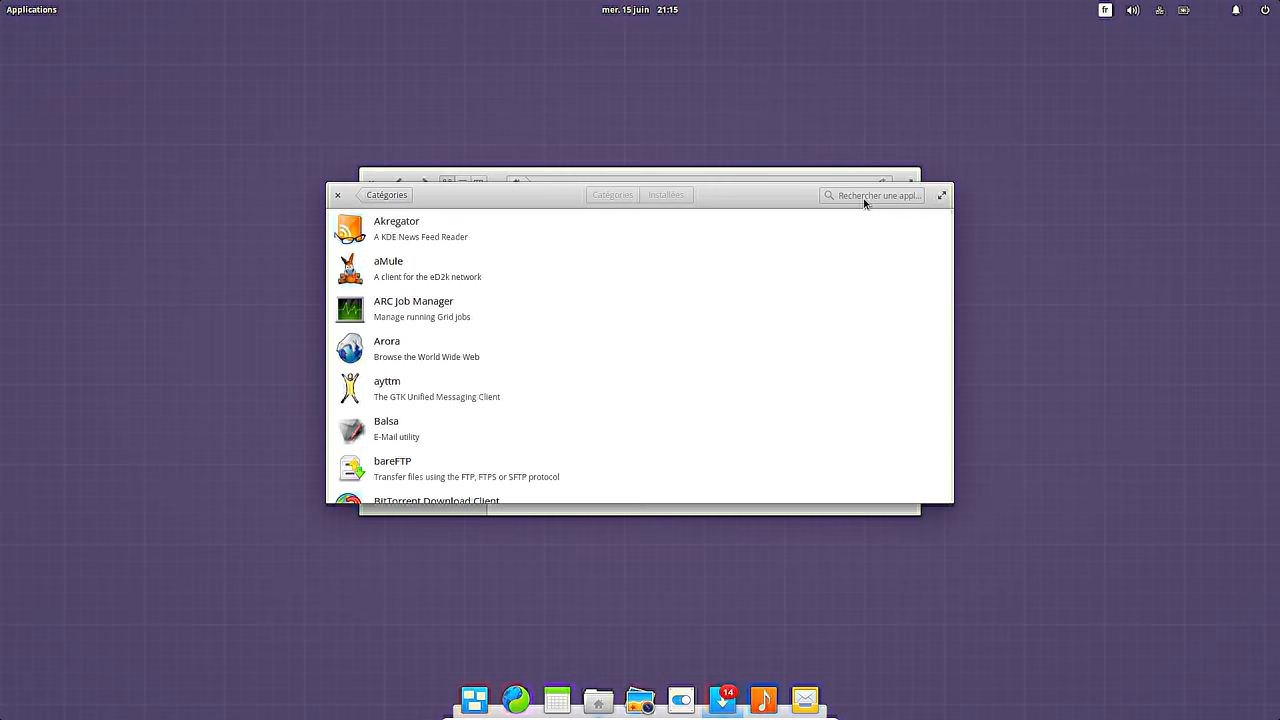 Applications
mer. 15 juin 21:15
fr
Catégories
Catégories
Installées
Rechercher une appl...
Akregator
A KDE News Feed Reader
aMule
A client for the eD2k network
ARC Job Manager
Manage running Grid jobs
Arora
Browse the World Wide Web
ayttm
The GTK Unified Messaging Client
Balsa
E-Mail utility
bareFTP
Transfer files using the FTP, FTPS or SFTP protocol
BitTorrent Download Client
14